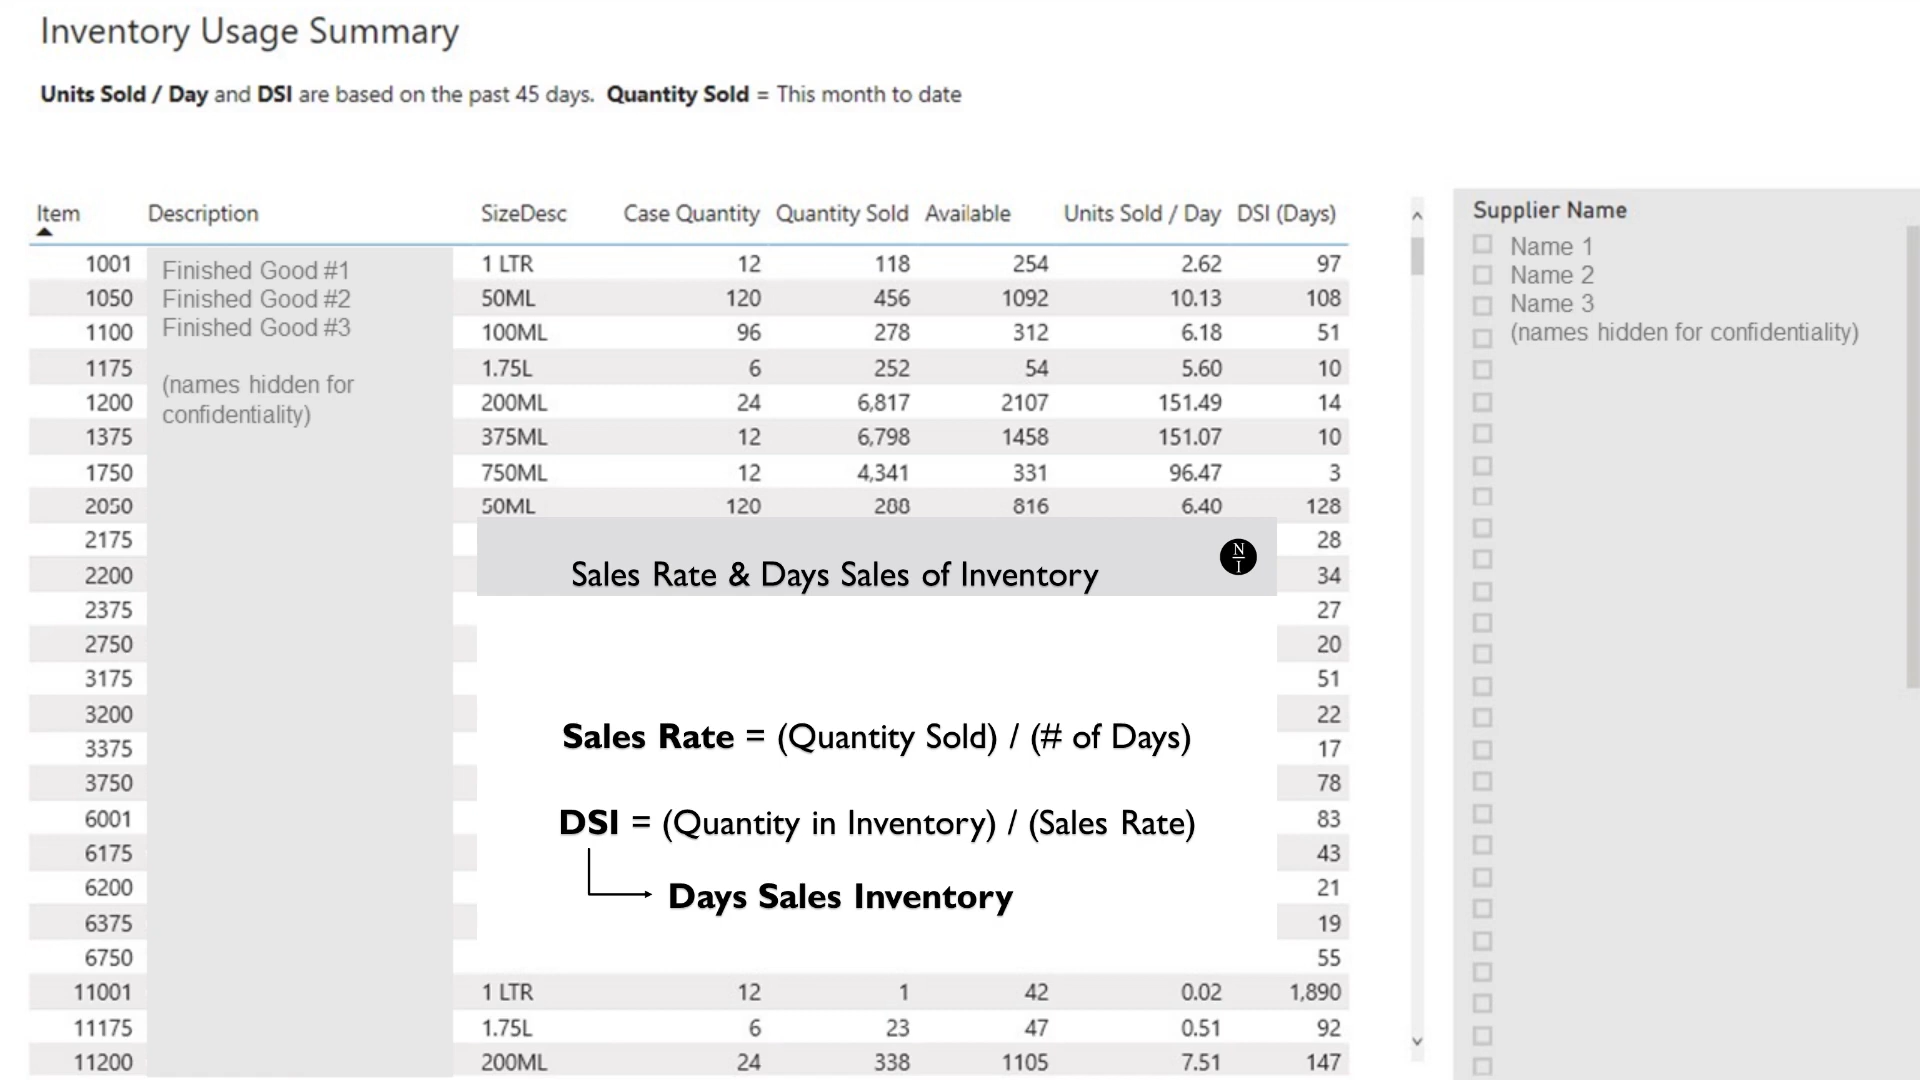 Inventory Usage Summary
Units Sold / Day and DSI are based on the past 45 days. Quantity Sold = This month to date
Item Description SizeDesc Case Quantity Quantity Sold Available Units Sold / Day DSI (Days)
1001 Finished Good #1 1 LTR 12 118 254 2.62 97
1050 Finished Good #2 50ML 120 456 1092 10.13 108
1100 Finished Good #3 100ML 96 278 312 6.18 51
1175 1.75L 6 252 54 5.60 10
(names hidden for
1200 200ML 24 6,817 2107 151.49 14
confidentiality)
1375 375ML 12 6,798 1458 151.07 10
1750 750ML 12 4,341 331 96.47 3
2050 50ML 120 288 816 6.40 128
2175 28
2200 34
2375 27
2750 20
3175 51
3200 22
3375 17
3750 78
6001 83
6175 43
6200 21
6375 19
6750 55
11001 1 LTR 12 1 42 0.02 1,890
11175 1.75L 6 23 47 0.51 92
11200 200ML 24 338 1105 7.51 147
Sales Rate & Days Sales of Inventory
N
I
Sales Rate = (Quantity Sold) / (# of Days)
DSI = (Quantity in Inventory) / (Sales Rate)
Days Sales Inventory
Supplier Name
Name 1
Name 2
Name 3
(names hidden for confidentiality)